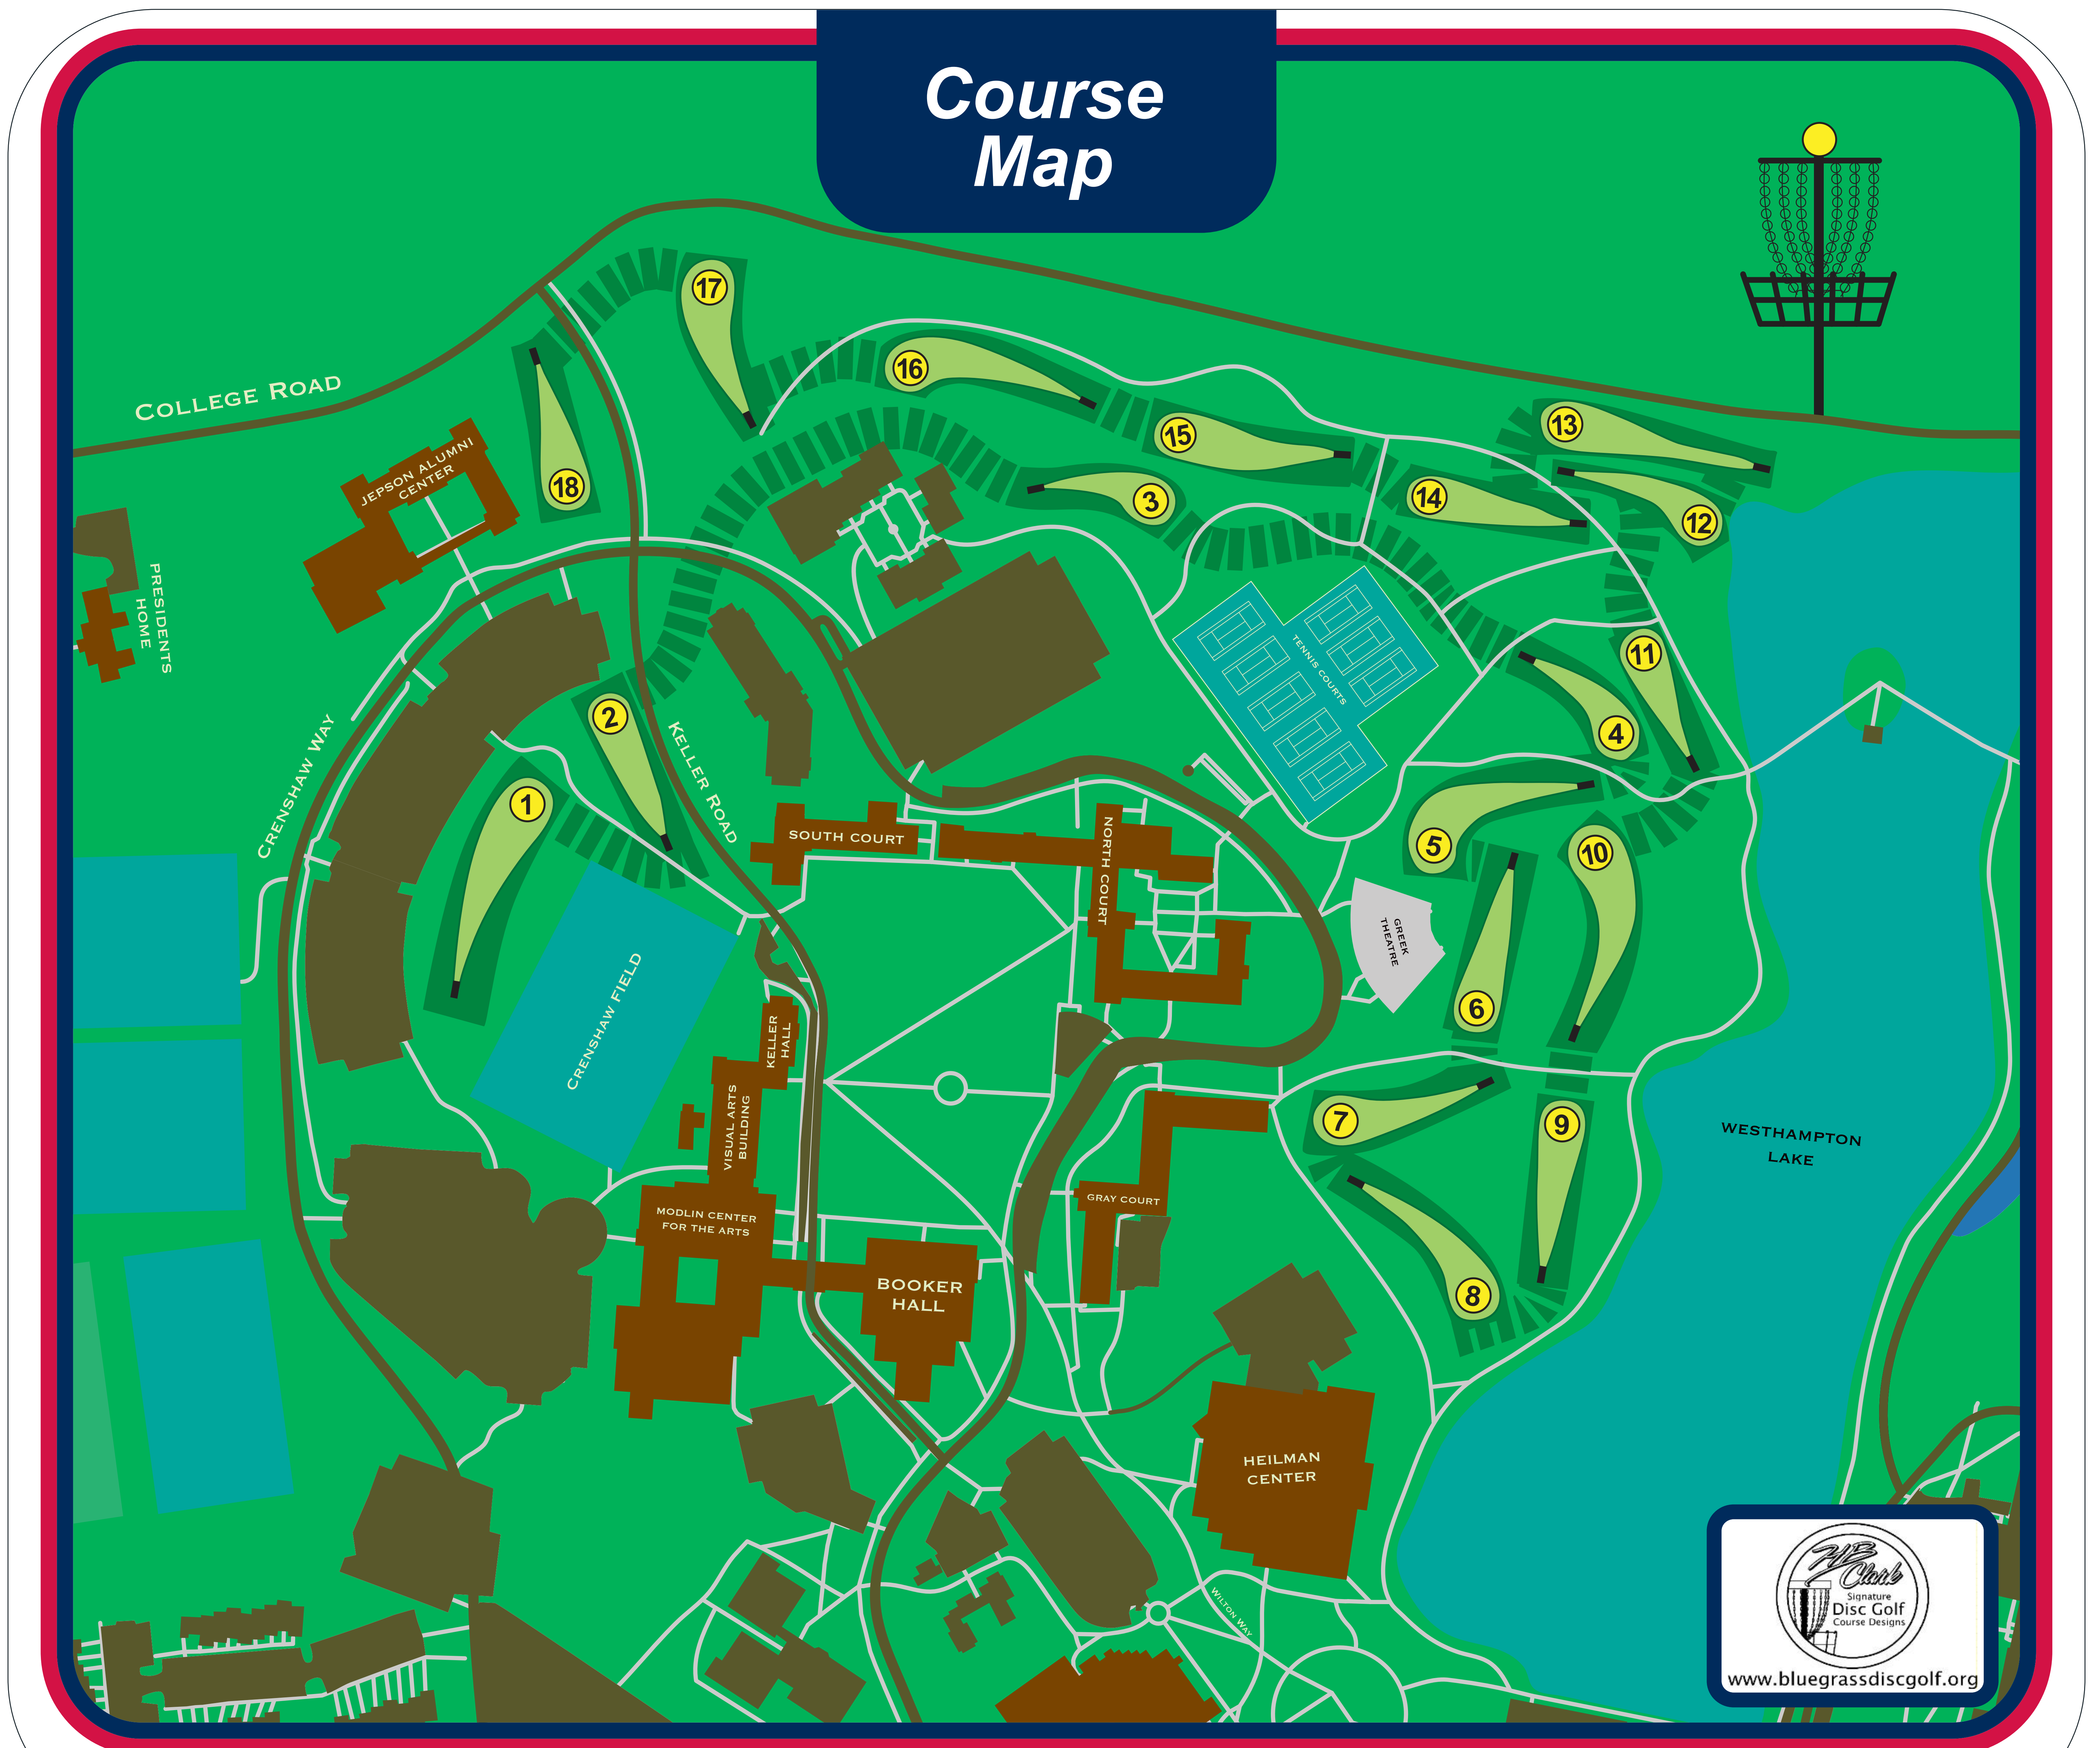 Course
Map
COLLEGE ROAD
17
16
15
13
14
12
3
18
JEPSON ALUMNI
CENTER
PRESIDENTS
HOME
CRENSHAW WAY
2
KELLER ROAD
1
TENNIS COURTS
11
4
5
10
SOUTH COURT
NORTH COURT
GREEK
THEATRE
6
CRENSHAW FIELD
KELLER
HALL
VISUAL ARTS
BUILDING
7
9
WESTHAMPTON
LAKE
GRAY COURT
MODLIN CENTER
FOR THE ARTS
BOOKER
HALL
8
HEILMAN
CENTER
WILTON WAY
HB
Clark
Signature
Disc Golf
Course Designs
www.bluegrassdiscgolf.org